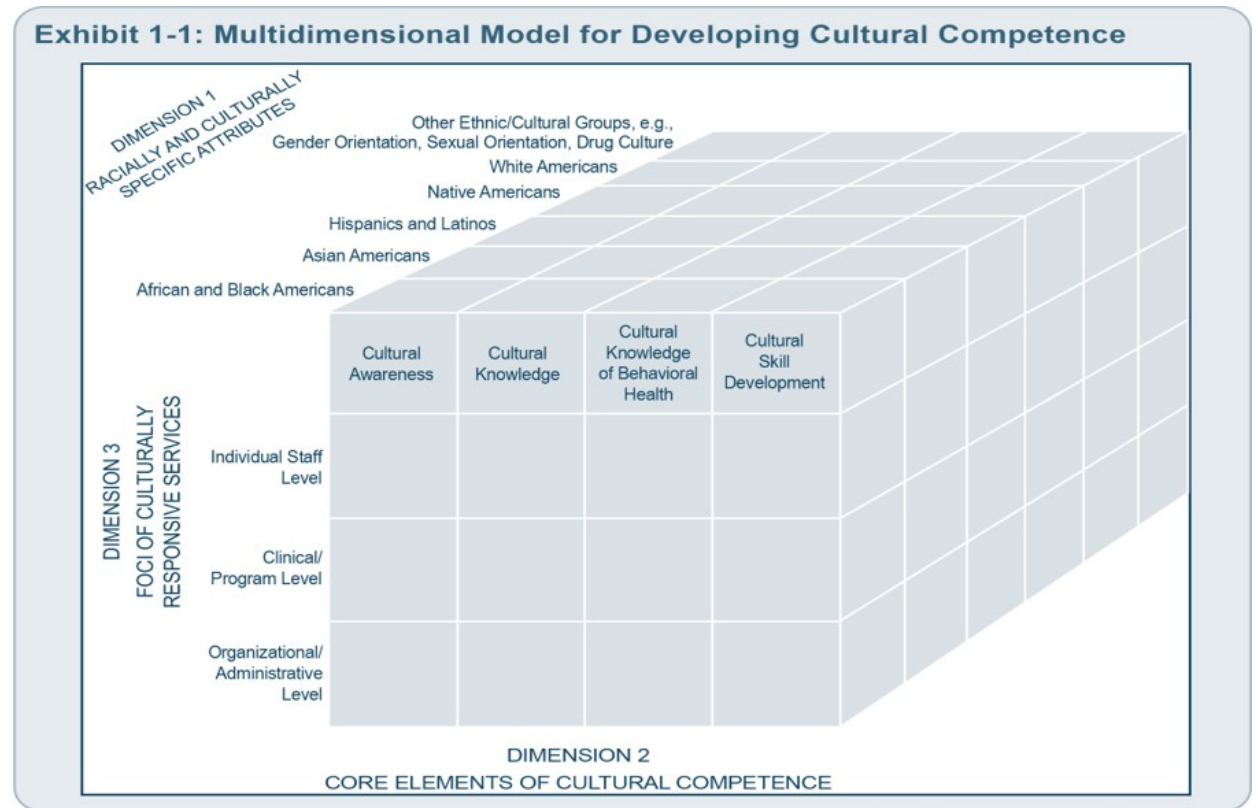 Exhibit 1-1: Multidimensional Model for Developing Cultural Competence
DIMENSION 1
RACIALLY AND CULTURALLY
SPECIFIC ATTRIBUTES
Other Ethnic/Cultural Groups, e.g.,
Gender Orientation, Sexual Orientation, Drug Culture
White Americans
Native Americans
Hispanics and Latinos
Asian Americans
African and Black Americans
Cultural
Awareness
Cultural
Knowledge
Cultural
Knowledge
of Behavioral
Health
Cultural
Skill
Development
DIMENSION 3
FOCI OF CULTURALLY
RESPONSIVE SERVICES
Individual Staff
Level
Clinical/
Program Level
Organizational/
Administrative
Level
DIMENSION 2
CORE ELEMENTS OF CULTURAL COMPETENCE